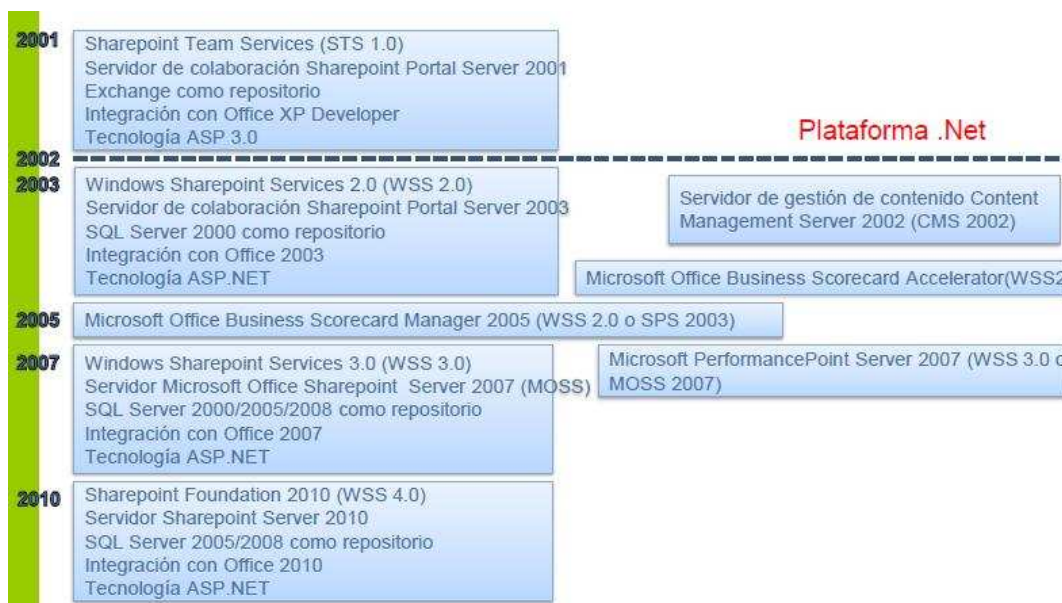 2001
Sharepoint Team Services (STS 1.0)
Servidor de colaboración Sharepoint Portal Server 2001
Exchange como repositorio
Integración con Office XP Developer
Tecnología ASP 3.0
Plataforma .Net
2002
2003
Windows Sharepoint Services 2.0 (WSS 2.0)
Servidor de colaboración Sharepoint Portal Server 2003
SQL Server 2000 como repositorio
Integración con Office 2003
Tecnología ASP.NET
Servidor de gestión de contenido Content
Management Server 2002 (CMS 2002)
Microsoft Office Business Scorecard Accelerator(WSS2
2005
Microsoft Office Business Scorecard Manager 2005 (WSS 2.0 o SPS 2003)
2007
Windows Sharepoint Services 3.0 (WSS 3.0)
Servidor Microsoft Office Sharepoint Server 2007 (MOSS)
SQL Server 2000/2005/2008 como repositorio
Integración con Office 2007
Tecnología ASP.NET
Microsoft PerformancePoint Server 2007 (WSS 3.0 o
MOSS 2007)
2010
Sharepoint Foundation 2010 (WSS 4.0)
Servidor Sharepoint Server 2010
SQL Server 2005/2008 como repositorio
Integración con Office 2010
Tecnología ASP.NET